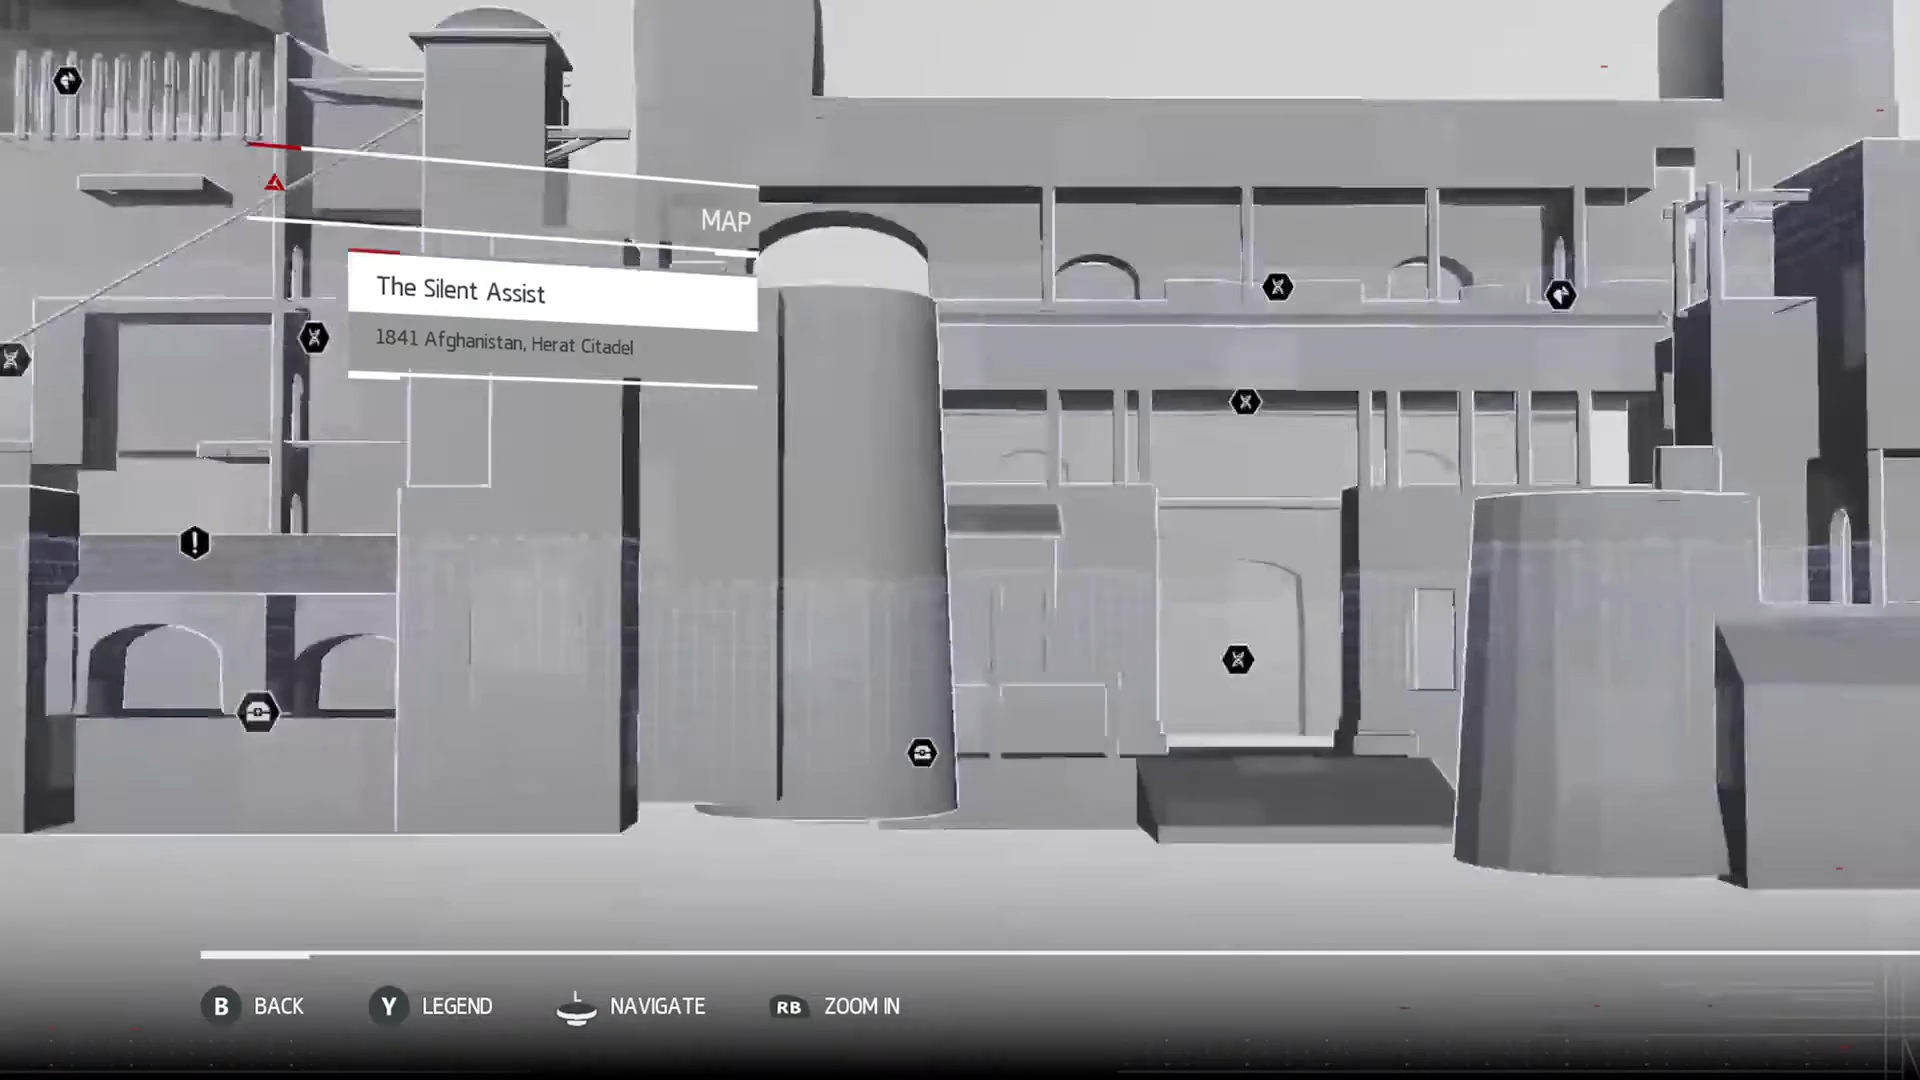 MAP
The Silent Assist
1841 Afghanistan, Herat Citadel
B BACK
Y LEGEND
L NAVIGATE
RB ZOOM IN